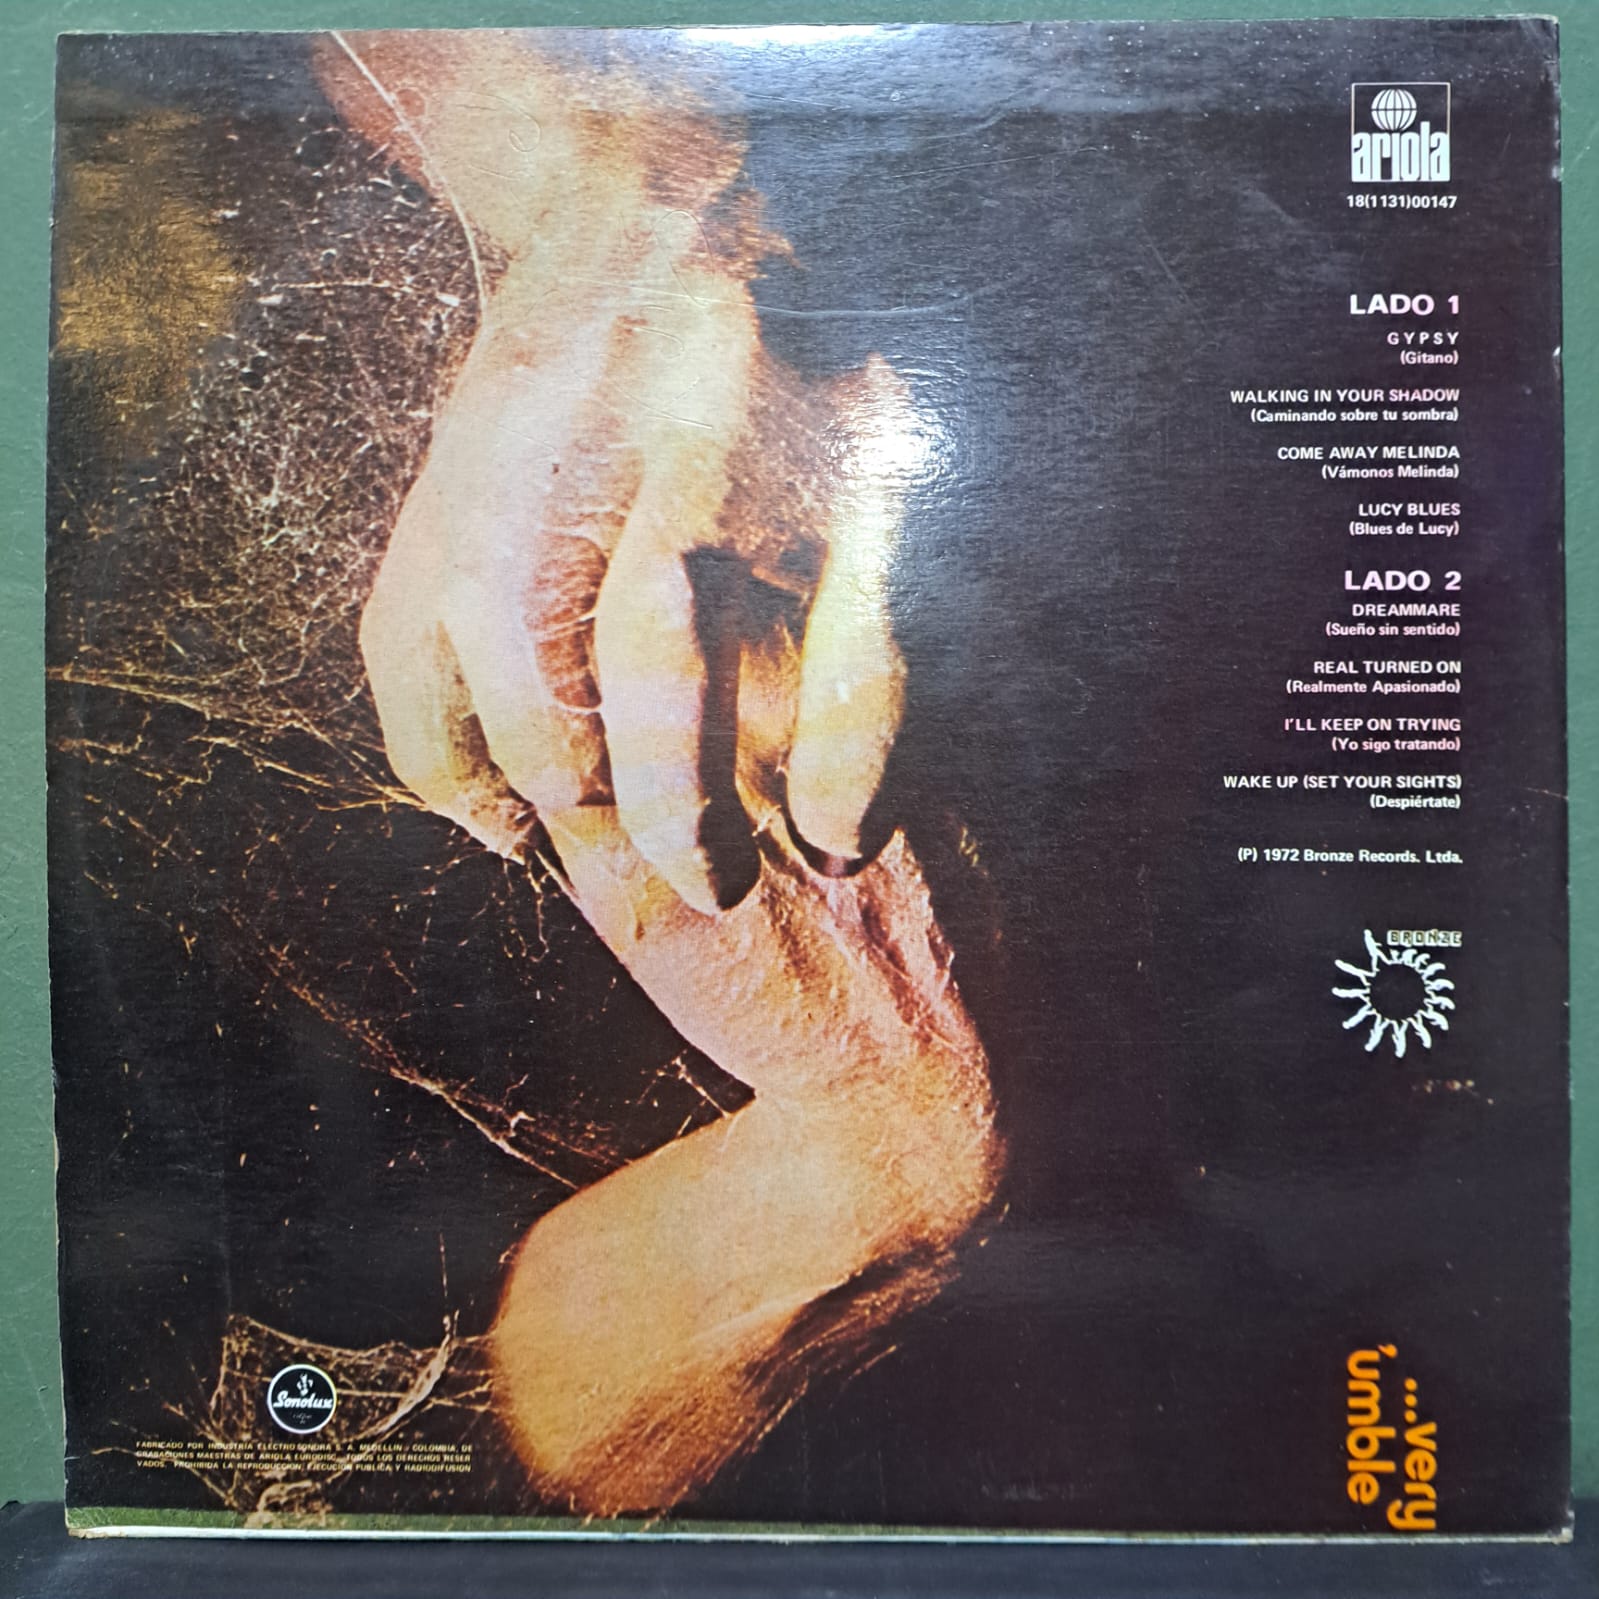 ariola
18(1131)00147
LADO 1
GYPSY
(Gitano)
WALKING IN YOUR SHADOW
(Caminando sobre tu sombra)
COME AWAY MELINDA
(Vámonos Melinda)
LUCY BLUES
(Blues de Lucy)
LADO 2
DREAMMARE
(Sueño sin sentido)
REAL TURNED ON
(Realmente Apasionado)
I'LL KEEP ON TRYING
(Yo sigo tratando)
WAKE UP (SET YOUR SIGHTS)
(Despiértate)
(P) 1972 Bronze Records. Ltda.
BRONZE
...very
'umble
Sonolux
FABRICADO POR INDUSTRIA ELECTRO SONORA S. A. MEDELLIN - COLOMBIA, DE
GRABACIONES MAESTRAS DE ARIOLA EURODISC. TODOS LOS DERECHOS RESER
VADOS. PROHIBIDA LA REPRODUCCION, EJECUCION PUBLICA Y RADIODIFUSION